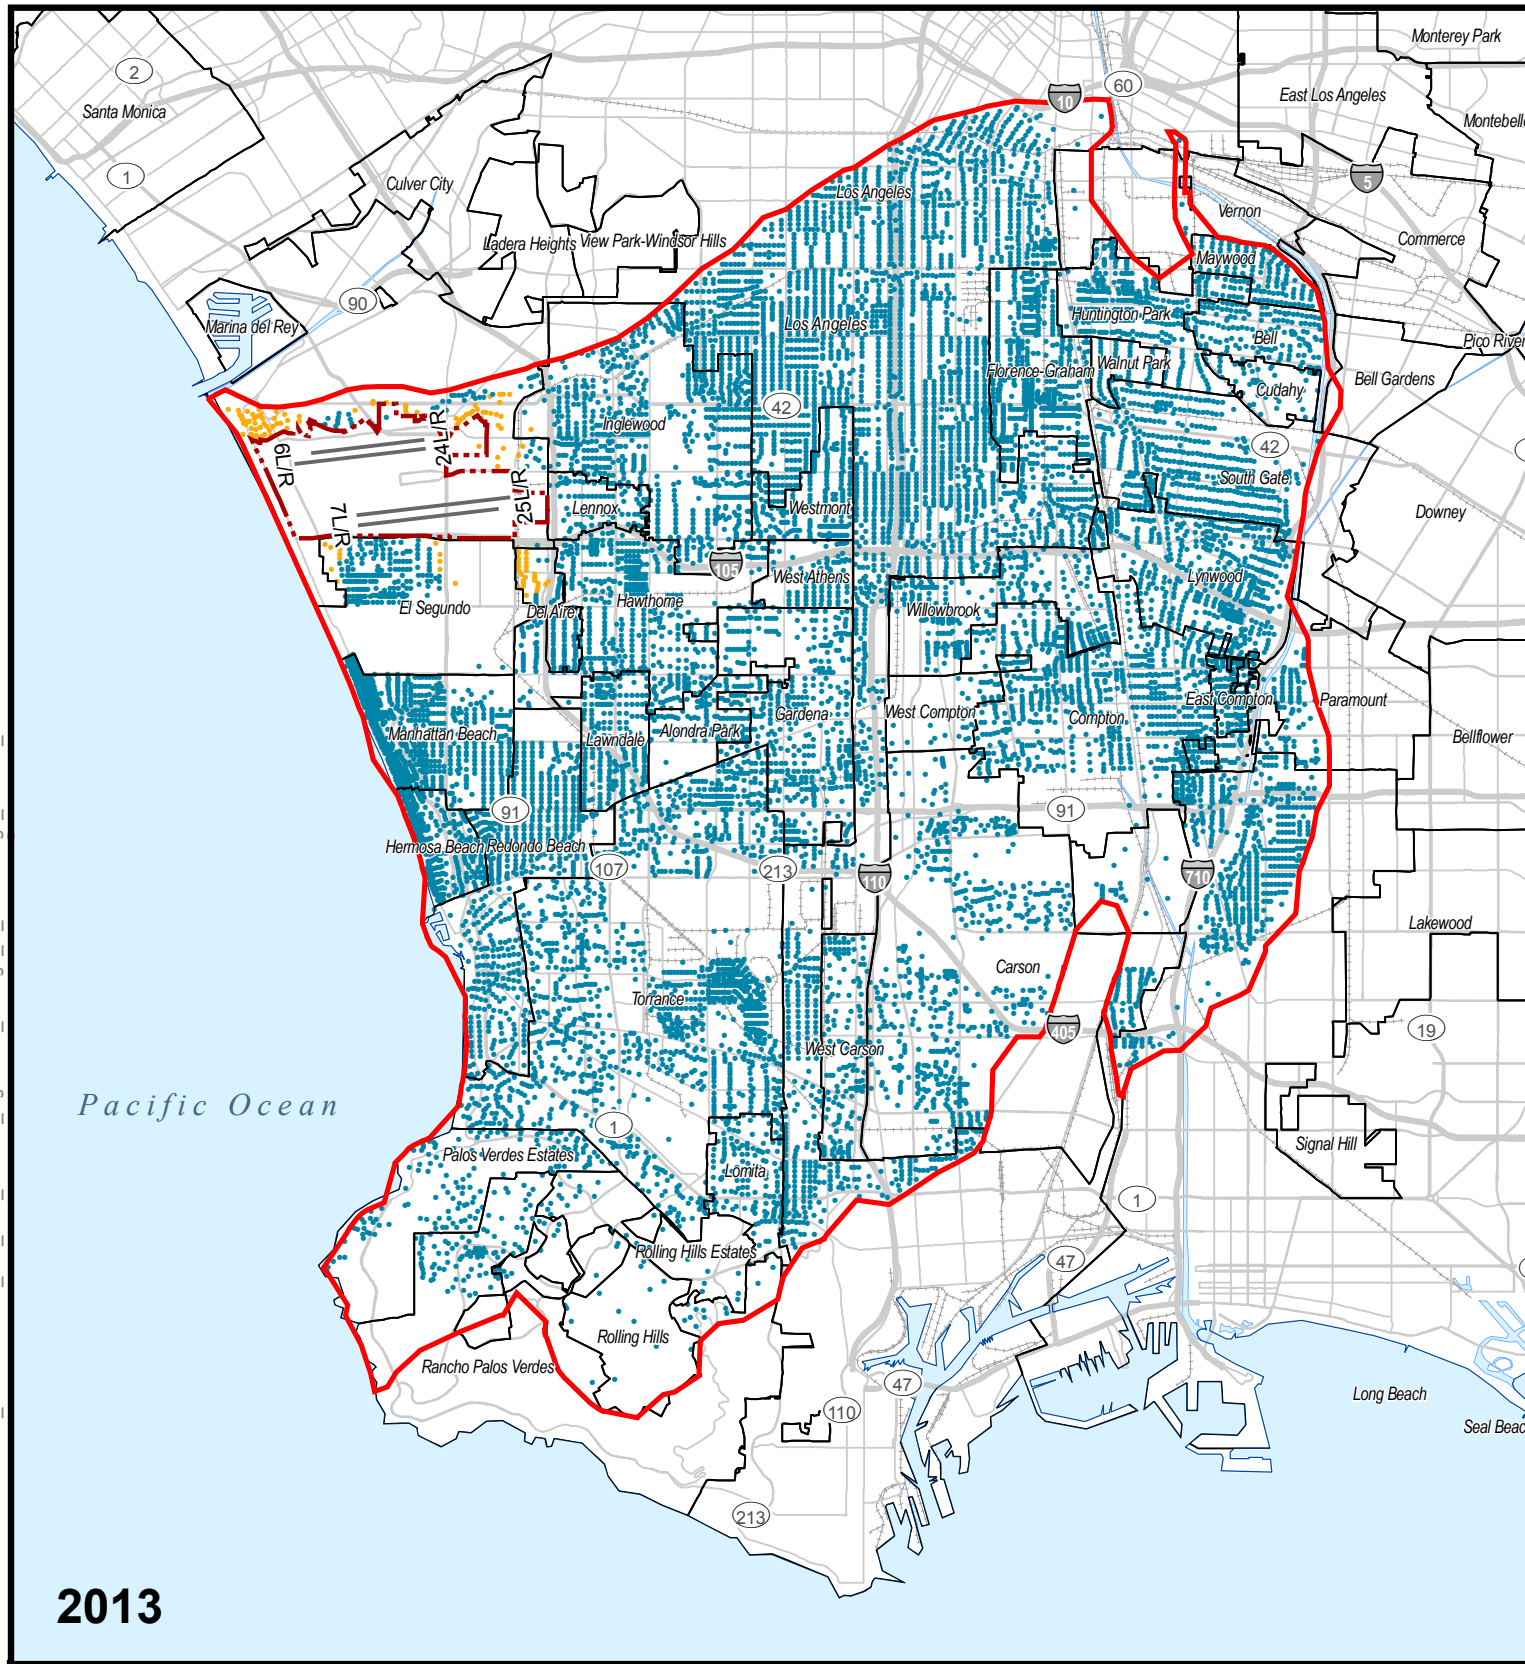 Monterey Park
2
60
10
East Los Angeles
Santa Monica
Montebell
1
5
Culver City
Los Angeles
Vernon
Ladera Heights
View Park-Windsor Hills
Commerce
Maywood
90
Marina del Rey
Huntington Park
Los Angeles
Bell
Pico River
Walnut Park
Florence-Graham
Bell Gardens
Cudahy
42
Inglewood
24L/R
42
6L/R
South Gate
25L/R
Lennox
Westmont
Downey
7L/R
105
West Athens
Lynwood
Hawthorne
El Segundo
Del Aire
Willowbrook
East Compton
Paramount
West Compton
Gardena
Compton
Manhattan Beach
Lawndale
Alondra Park
Bellflower
91
91
Hermosa Beach
Redondo Beach
107
213
110
710
Lakewood
Carson
Torrance
405
19
West Carson
Pacific Ocean
1
Signal Hill
Palos Verdes Estates
Lomita
1
Rolling Hills Estates
47
Rolling Hills
Rancho Palos Verdes
47
Long Beach
110
Seal Beac
213
2013